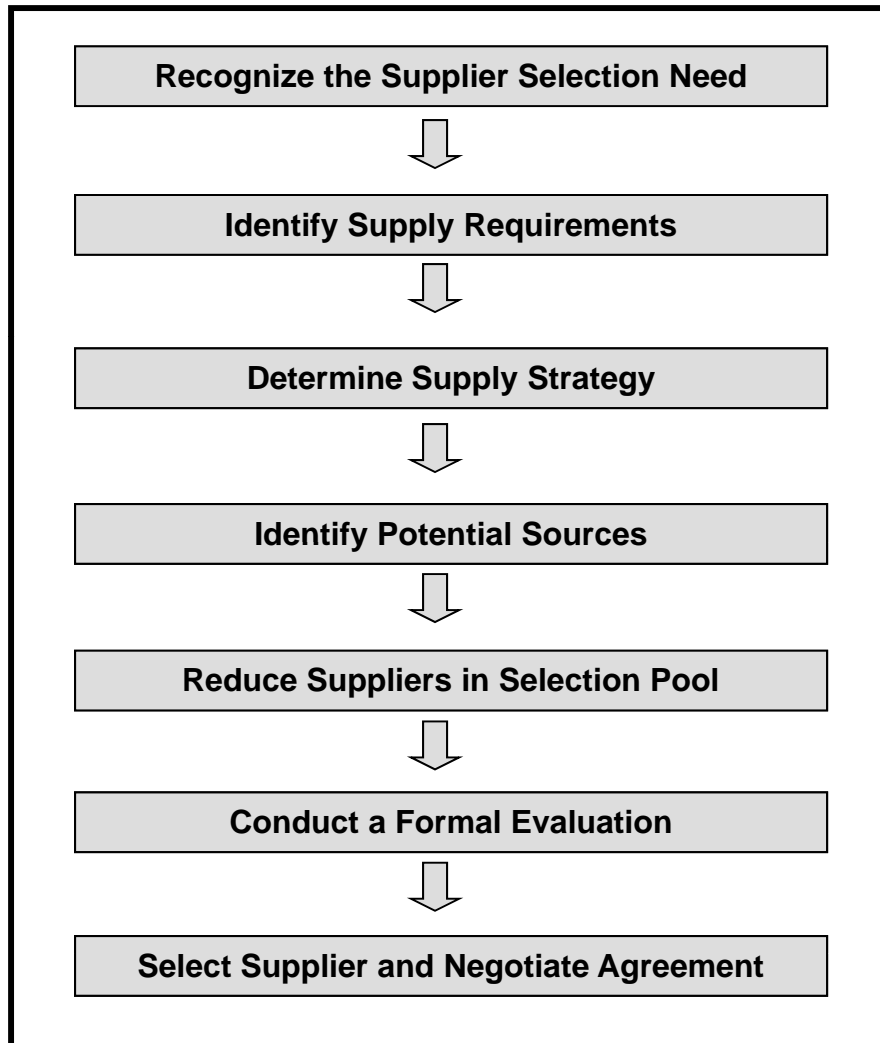 Recognize the Supplier Selection Need
Identify Supply Requirements
Determine Supply Strategy
Identify Potential Sources
Reduce Suppliers in Selection Pool
Conduct a Formal Evaluation
Select Supplier and Negotiate Agreement